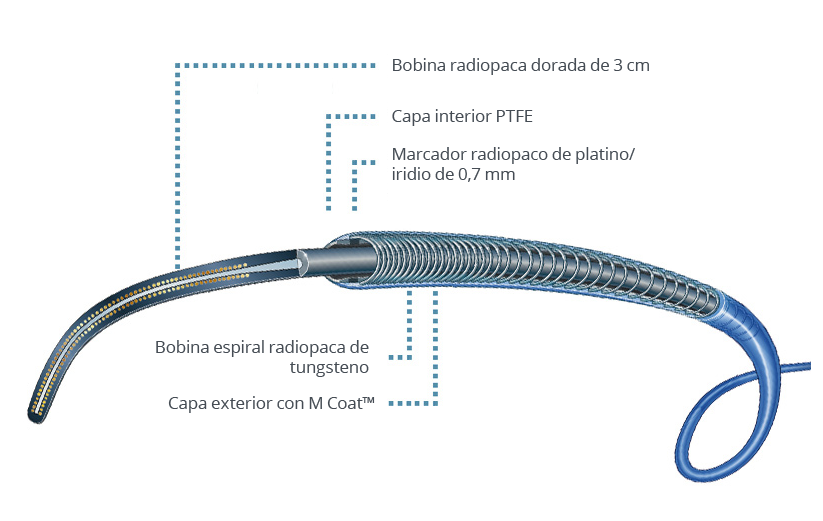 Bobina radiopaca dorada de 3 cm
Capa interior PTFE
Marcador radiopaco de platino/
iridio de 0,7 mm
Bobina espiral radiopaca de
tungsteno
Capa exterior con M Coat™